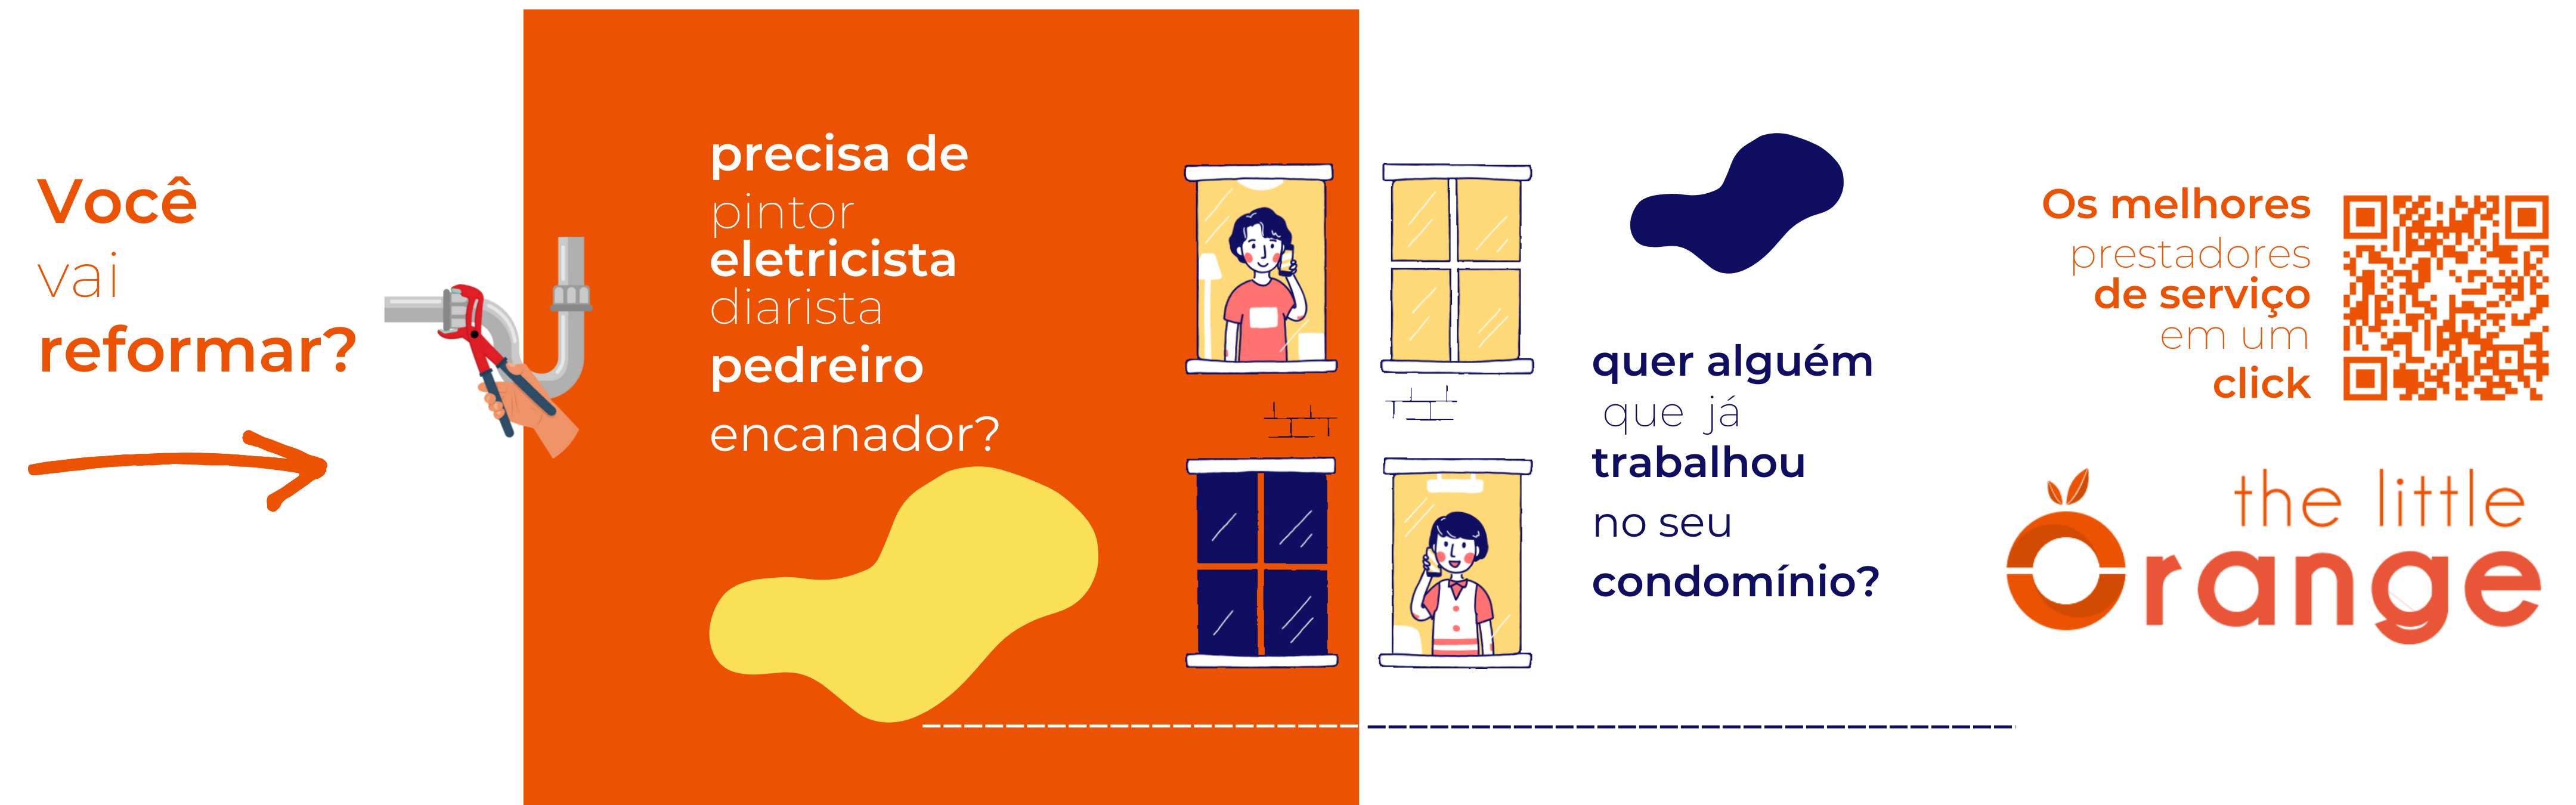 Você
vai
reformar?
precisa de
pintor
eletricista
diarista
pedreiro
encanador?
quer alguém
que já
trabalhou
no seu
condomínio?
Os melhores
prestadores
de serviço
em um
click
the little
Orange